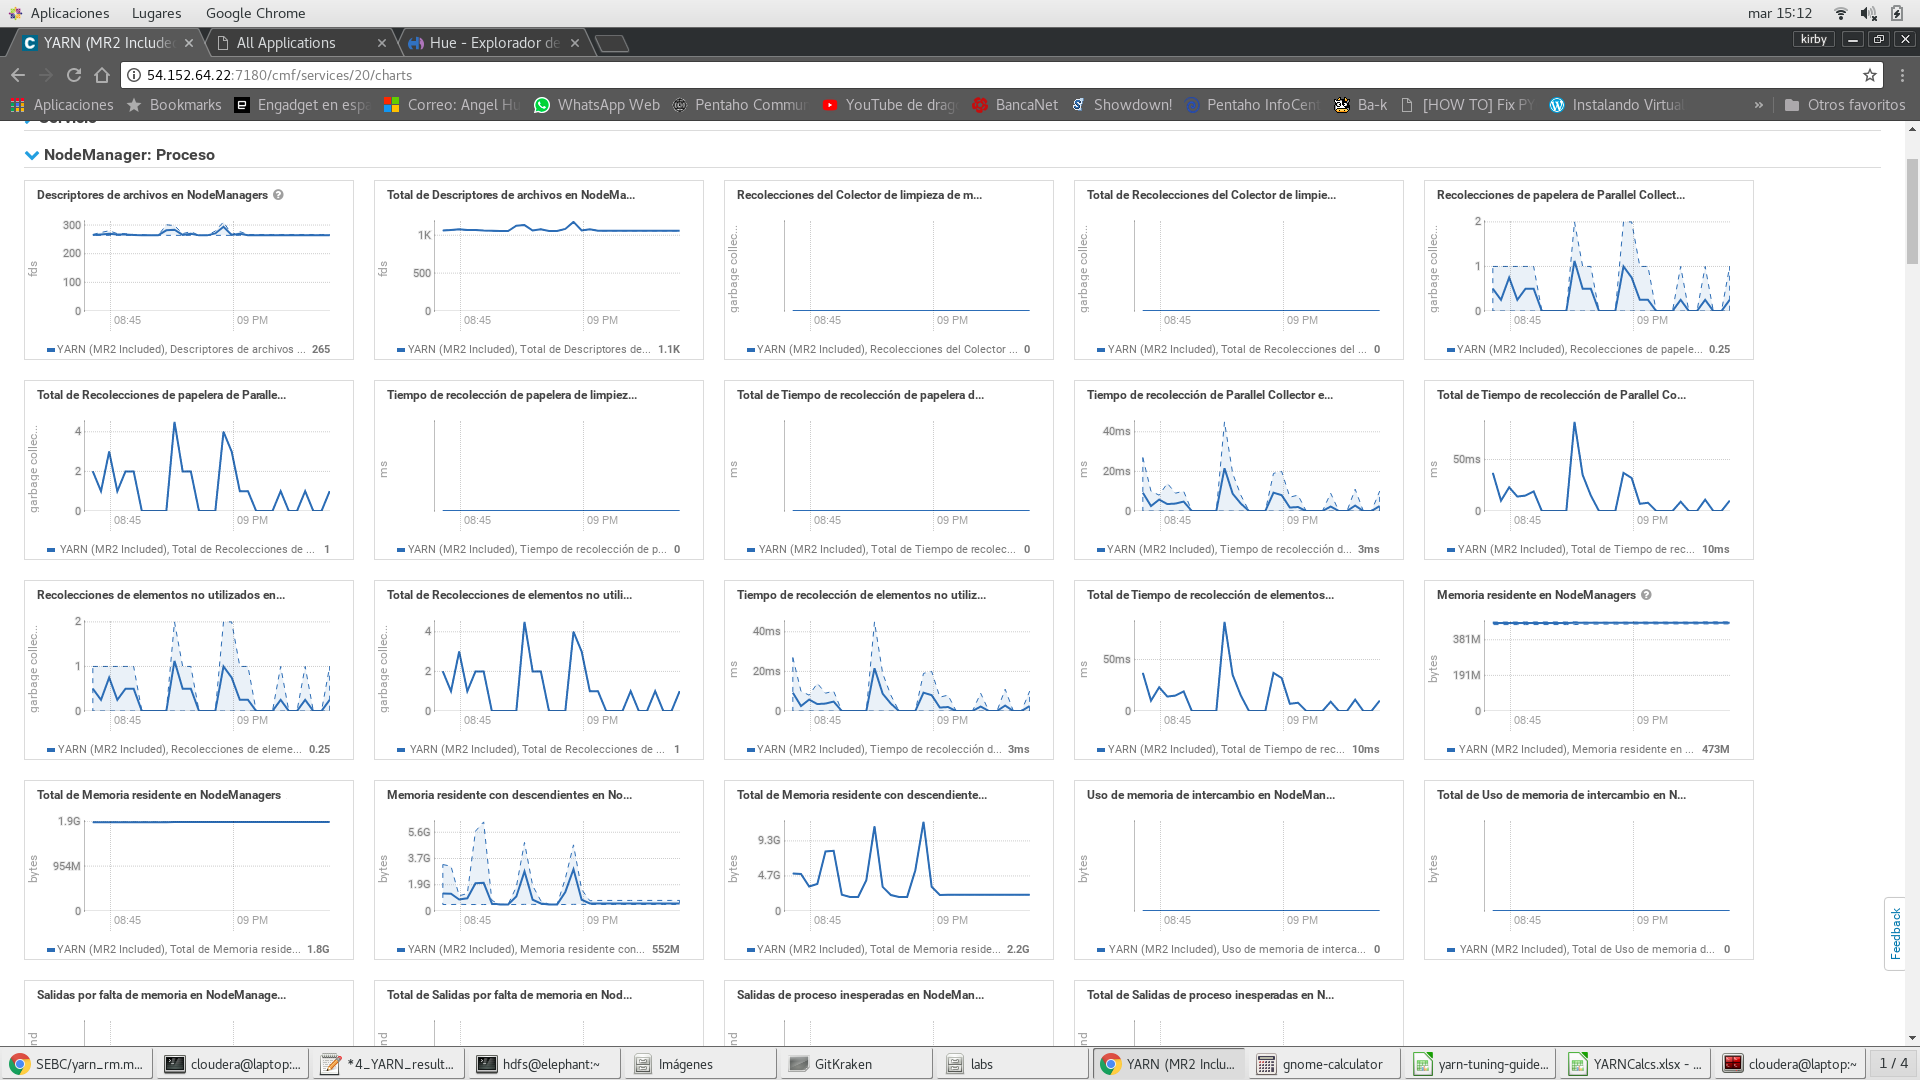 Aplicaciones Lugares Google Chrome mar 15:12
YARN (MR2 Include All Applications Hue - Explorador de kirby
54.152.64.22:7180/cmf/services/20/charts
Aplicaciones Bookmarks Engadget en espa Correo: Angel Hu WhatsApp Web Pentaho Commun YouTube de drag BancaNet Showdown! Pentaho InfoCent Ba-k [HOW TO] Fix PY Instalando Virtual » Otros favoritos
Servicio
NodeManager: Proceso
Descriptores de archivos en NodeManagers
fds
300
200
100
0
08:45 09 PM
YARN (MR2 Included), Descriptores de archivos ... 265
Total de Descriptores de archivos en NodeMa...
fds
1K
500
0
08:45 09 PM
YARN (MR2 Included), Total de Descriptores de... 1.1K
Recolecciones del Colector de limpieza de m...
garbage collec...
08:45 09 PM
YARN (MR2 Included), Recolecciones del Colector ... 0
Total de Recolecciones del Colector de limpie...
garbage collec...
08:45 09 PM
YARN (MR2 Included), Total de Recolecciones del ... 0
Recolecciones de papelera de Parallel Collect...
garbage collec...
2
1
0
08:45 09 PM
YARN (MR2 Included), Recolecciones de papele... 0.25
Total de Recolecciones de papelera de Paralle...
garbage collec...
4
2
0
08:45 09 PM
YARN (MR2 Included), Total de Recolecciones de ... 1
Tiempo de recolección de papelera de limpiez...
ms
08:45 09 PM
YARN (MR2 Included), Tiempo de recolección de p... 0
Total de Tiempo de recolección de papelera d...
ms
08:45 09 PM
YARN (MR2 Included), Total de Tiempo de recolec... 0
Tiempo de recolección de Parallel Collector e...
ms
40ms
20ms
0
08:45 09 PM
YARN (MR2 Included), Tiempo de recolección d... 3ms
Total de Tiempo de recolección de Parallel Co...
ms
50ms
0
08:45 09 PM
YARN (MR2 Included), Total de Tiempo de rec... 10ms
Recolecciones de elementos no utilizados en...
garbage collec...
2
1
0
08:45 09 PM
YARN (MR2 Included), Recolecciones de eleme... 0.25
Total de Recolecciones de elementos no utili...
garbage collec...
4
2
0
08:45 09 PM
YARN (MR2 Included), Total de Recolecciones de ... 1
Tiempo de recolección de elementos no utiliz...
ms
40ms
20ms
0
08:45 09 PM
YARN (MR2 Included), Tiempo de recolección d... 3ms
Total de Tiempo de recolección de elementos...
ms
50ms
0
08:45 09 PM
YARN (MR2 Included), Total de Tiempo de rec... 10ms
Memoria residente en NodeManagers
bytes
381M
191M
0
08:45 09 PM
YARN (MR2 Included), Memoria residente en ... 473M
Total de Memoria residente en NodeManagers
bytes
1.9G
954M
0
08:45 09 PM
YARN (MR2 Included), Total de Memoria reside... 1.8G
Memoria residente con descendientes en No...
bytes
5.6G
3.7G
1.9G
0
08:45 09 PM
YARN (MR2 Included), Memoria residente con... 552M
Total de Memoria residente con descendiente...
bytes
9.3G
4.7G
0
08:45 09 PM
YARN (MR2 Included), Total de Memoria reside... 2.2G
Uso de memoria de intercambio en NodeMan...
bytes
08:45 09 PM
YARN (MR2 Included), Uso de memoria de interca... 0
Total de Uso de memoria de intercambio en N...
bytes
08:45 09 PM
YARN (MR2 Included), Total de Uso de memoria d... 0
Feedback
Salidas por falta de memoria en NodeManage...
nd
Total de Salidas por falta de memoria en Nod...
nd
Salidas de proceso inesperadas en NodeMan...
nd
Total de Salidas de proceso inesperadas en N...
nd
SEBC/yarn_rm.m... cloudera@laptop:... *4_YARN_result... hdfs@elephant:~ Imágenes GitKraken labs YARN (MR2 Inclu... gnome-calculator yarn-tuning-guide... YARNCalcs.xlsx - ... cloudera@laptop:~ 1 / 4